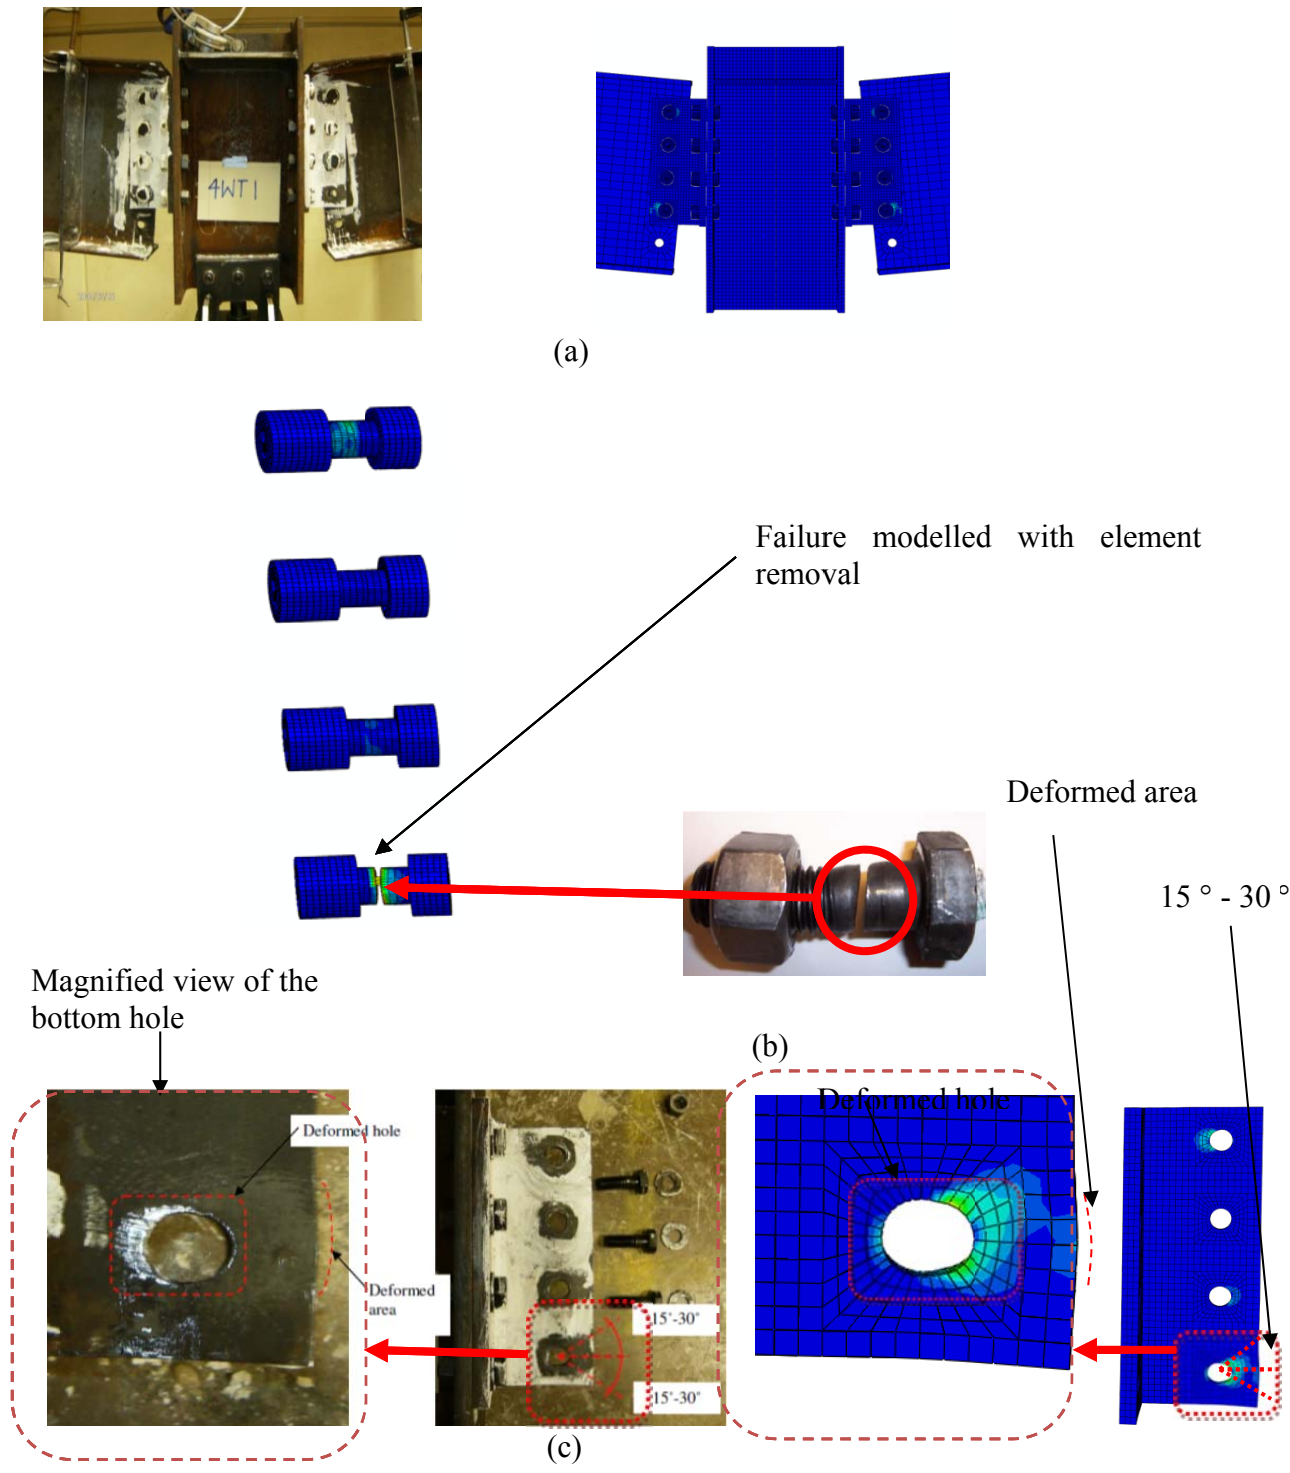 4WT1
(a)
Failure modelled with element
removal
Deformed area
15 ° - 30 °
Magnified view of the
bottom hole
(b)
Deformed hole
Deformed hole
Deformed
area
15°-30°
15°-30°
(c)